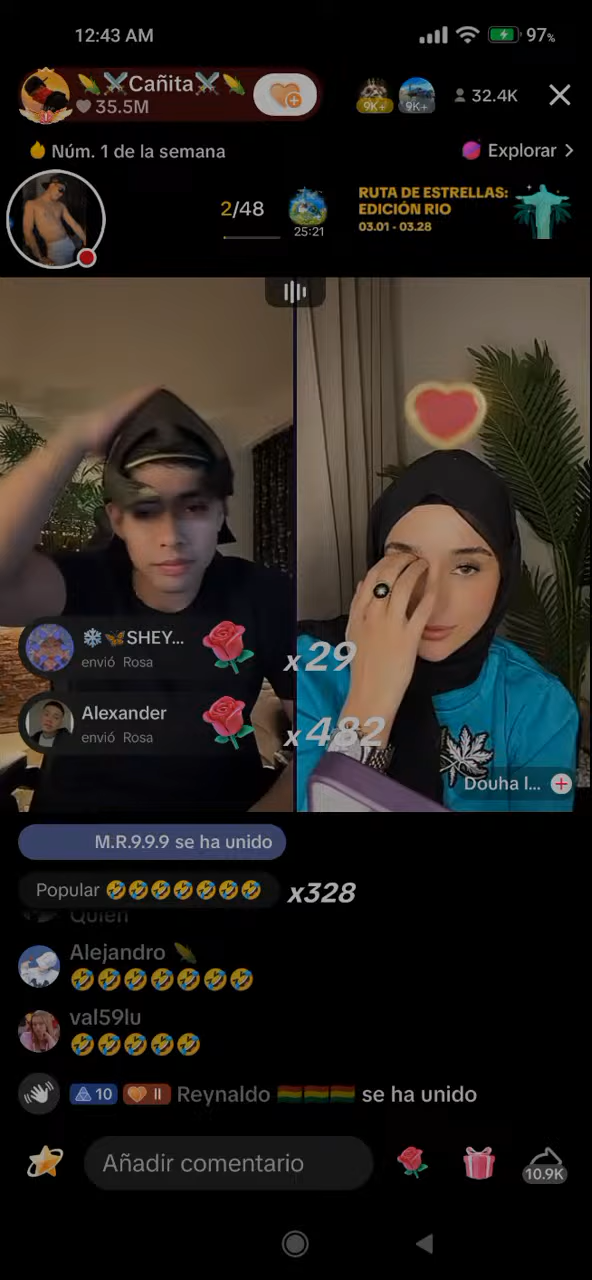 12:43 AM
97%
🌽⚔️Cañita⚔️🌽
35.5M
9K+
9K+
32.4K
Núm. 1 de la semana
Explorar
2/48
25:21
RUTA DE ESTRELLAS:
EDICIÓN RIO
03.01 - 03.28
❄️🦋SHEY...
envió Rosa
x29
Alexander
envió Rosa
x482
Douha l...
M.R.9.9.9 se ha unido
Popular 🤣🤣🤣🤣🤣🤣🤣
x328
Quien
Alejandro 🌽
🤣🤣🤣🤣🤣🤣🤣
val59lu
🤣🤣🤣🤣🤣
10 II Reynaldo se ha unido
Añadir comentario
10.9K